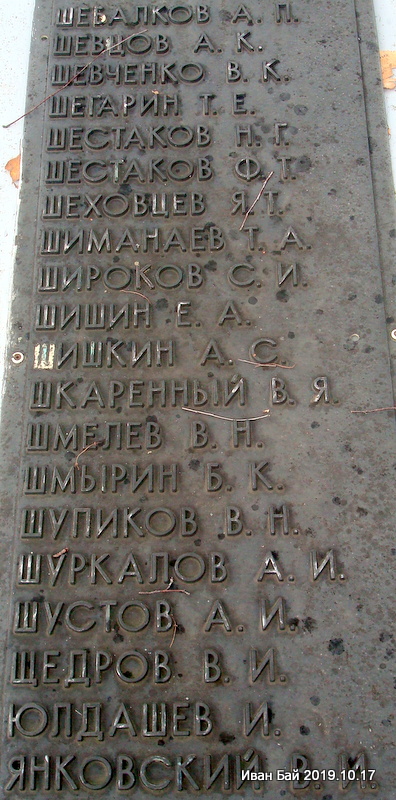 ШЕБАЛКОВ А. П.
ШЕВЦОВ А. К.
ШЕВЧЕНКО В. К.
ШЕГАРИН Т. Е.
ШЕСТАКОВ Н. Г.
ШЕСТАКОВ Ф. Т.
ШЕХОВЦЕВ Я. Т.
ШИМАНАЕВ Т. А.
ШИРОКОВ С. И.
ШИШИН Е. А.
ШИШКИН А. С.
ШКАРЕННЫЙ В. Я.
ШМЕЛЕВ В. Н.
ШМЫРИН Б. К.
ШУПИКОВ В. Н.
ШУРКАЛОВ А. И.
ШУСТОВ А. И.
ЩЕДРОВ В. И.
ЮЛДАШЕВ И.
ЯНКОВСКИЙ В. И.
Иван Бай 2019.10.17